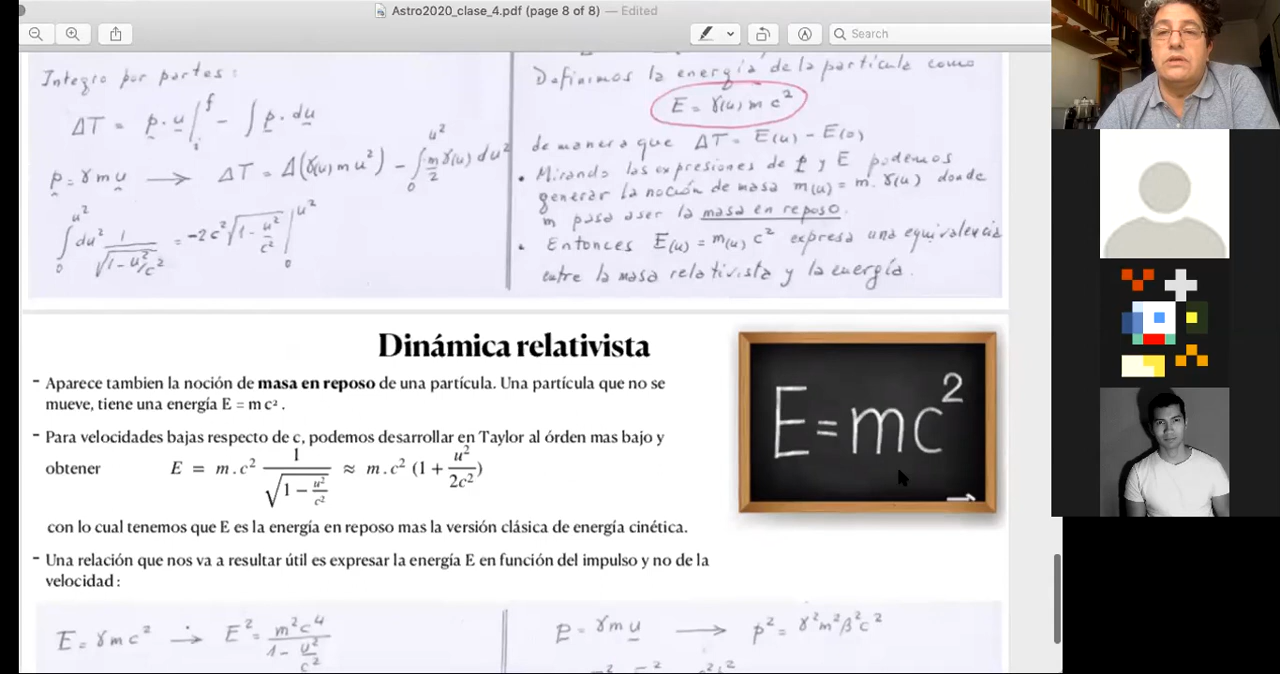 Astro2020_clase_4.pdf (page 8 of 8) — Edited
Search
Integro por partes:
ΔT = p · u |ᶠᵢ - ∫ p · du
p = γmu → ΔT = Δ(γ(u) m u²) - ∫₀^u² m/2 γ(u) du²
∫₀^u² du² 1/√(1-u²/c²) = -2c² √(1 - u²/c²) |₀^u²
Definimos la energía de la partícula como
E = γ(u) m c²
de manera que ΔT = E(u) - E(0)
• Mirando las expresiones de p y E podemos
generar la noción de masa m(u) = m. γ(u) donde
m pasa a ser la masa en reposo.
• Entonces E(u) = m(u) c² expresa una equivalencia
entre la masa relativista y la energía.
Dinámica relativista
- Aparece tambien la noción de masa en reposo de una partícula. Una partícula que no se
mueve, tiene una energía E = m c² .
- Para velocidades bajas respecto de c, podemos desarrollar en Taylor al órden mas bajo y
obtener E = m.c² 1/√(1 - u²/c²) ≈ m.c² (1 + u²/2c²)
con lo cual tenemos que E es la energía en reposo mas la versión clásica de energía cinética.
- Una relación que nos va a resultar útil es expresar la energía E en función del impulso y no de la
velocidad :
E=mc²
E = γmc² → E² = m²c⁴/(1 - u²/c²)
p = γmu → p² = γ²m²β²c²